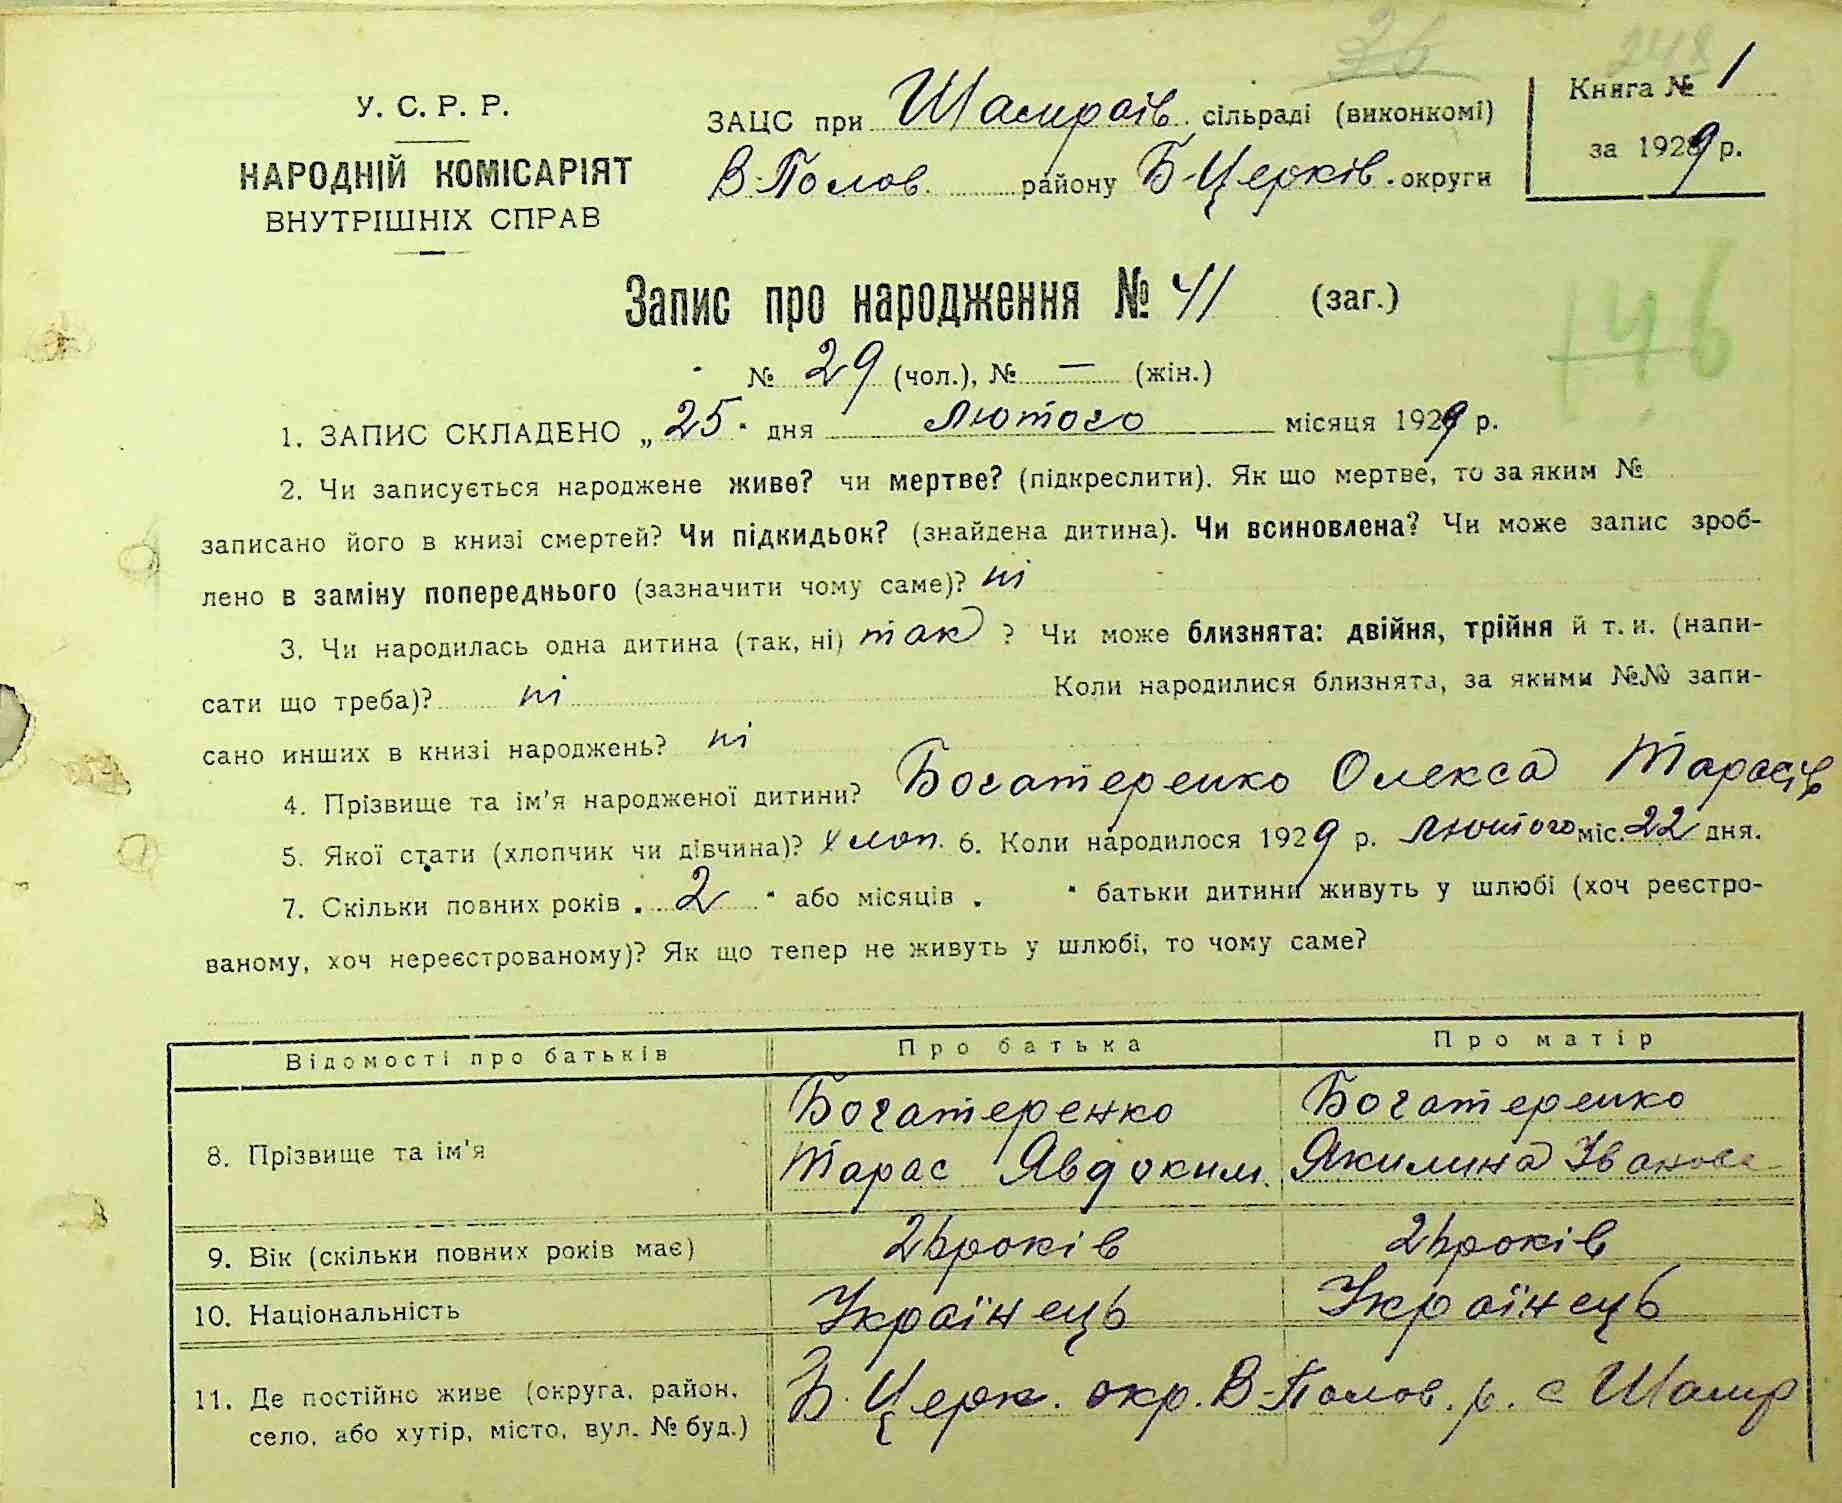 36 248
У. С. Р. Р.
НАРОДНІЙ КОМІСАРІЯТ
ВНУТРІШНІХ СПРАВ
ЗАЦС при Шамраїв. сільраді (виконкомі)
В-Полов. району Б-Церків. округи
Книга № 1
за 1929 р.
Запис про народження № 41 (заг.)
146
№ 29 (чол.), № — (жін.)
1. ЗАПИС СКЛАДЕНО „25" дня Лютого місяця 1929 р.
2. Чи записується народжене живе? чи мертве? (підкреслити). Як що мертве, то за яким №
записано його в книзі смертей? Чи підкидьок? (знайдена дитина). Чи всиновлена? Чи може запис зроб-
лено в заміну попереднього (зазначити чому саме)? ні
3. Чи народилась одна дитина (так, ні) так ? Чи може близнята: двійня, трійня й т. и. (напи-
сати що треба)? ні Коли народилися близнята, за якими №№ запи-
сано инших в книзі народжень? ні
4. Прізвище та ім'я народженої дитини? Богатеренко Олекса Тарасів
5. Якої стати (хлопчик чи дівчина)? хлоп. 6. Коли народилося 1929 р. Лютого міс. 22 дня.
7. Скільки повних років „ 2 " або місяців „ " батьки дитини живуть у шлюбі (хоч реєстро-
ваному, хоч нереєстрованому)? Як що тепер не живуть у шлюбі, то чому саме?
Відомості про батьків Про батька Про матір
8. Прізвище та ім'я Богатеренко Богатеренко
Тарас Явдоким. Якилина Іванова
9. Вік (скільки повних років має) років років
10. Національність Українець Українець
11. Де постійно живе (округа, район,
село, або хутір, місто, вул. № буд.)
Б. Церк. окр. В-Полов. р. с Шамр